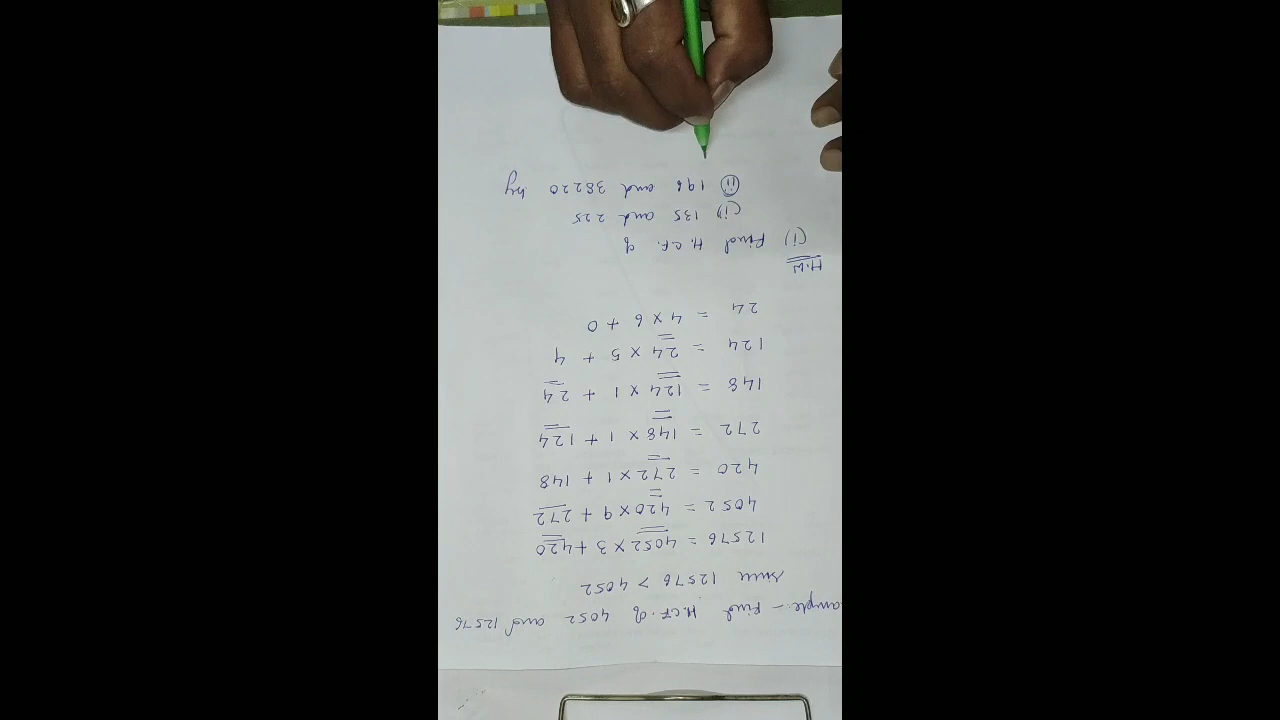 ample:- Find H.C.F. of 4052 and 12576
since 12576 > 4052
12576 = 4052 × 3 + 420
4052 = 420 × 9 + 272
420 = 272 × 1 + 148
272 = 148 × 1 + 124
148 = 124 × 1 + 24
124 = 24 × 5 + 4
24 = 4 × 6 + 0
H.W
(i) Find H.C.F. of
(i) 135 and 225
(ii) 196 and 38220 by